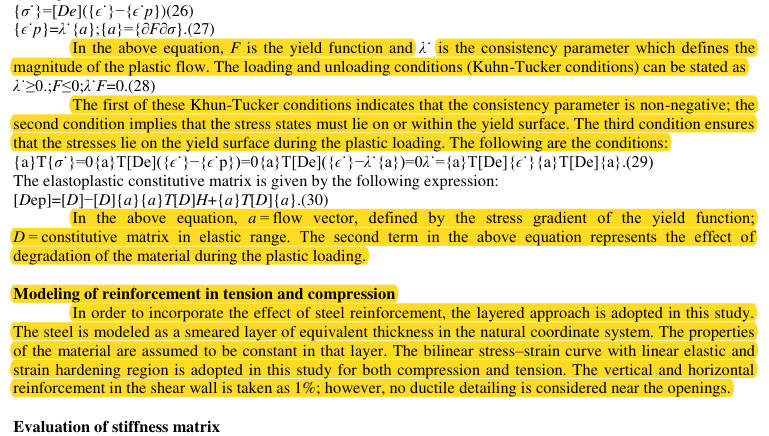 {σ˙}=[De]({ϵ˙}−{ϵ˙p})(26)
{ϵ˙p}=λ˙{a};{a}={∂F∂σ}.(27)
In the above equation, F is the yield function and λ˙ is the consistency parameter which defines the
magnitude of the plastic flow. The loading and unloading conditions (Kuhn-Tucker conditions) can be stated as
λ˙≥0.;F≤0;λ˙F=0.(28)
The first of these Khun-Tucker conditions indicates that the consistency parameter is non-negative; the
second condition implies that the stress states must lie on or within the yield surface. The third condition ensures
that the stresses lie on the yield surface during the plastic loading. The following are the conditions:
{a}T{σ˙}=0{a}T[De]({ϵ˙}−{ϵ˙p})=0{a}T[De]({ϵ˙}−λ˙{a})=0λ˙={a}T[De]{ϵ˙}{a}T[De]{a}.(29)
The elastoplastic constitutive matrix is given by the following expression:
[Dep]=[D]−[D]{a}{a}T[D]H+{a}T[D]{a}.(30)
In the above equation, a = flow vector, defined by the stress gradient of the yield function;
D = constitutive matrix in elastic range. The second term in the above equation represents the effect of
degradation of the material during the plastic loading.
Modeling of reinforcement in tension and compression
In order to incorporate the effect of steel reinforcement, the layered approach is adopted in this study.
The steel is modeled as a smeared layer of equivalent thickness in the natural coordinate system. The properties
of the material are assumed to be constant in that layer. The bilinear stress–strain curve with linear elastic and
strain hardening region is adopted in this study for both compression and tension. The vertical and horizontal
reinforcement in the shear wall is taken as 1%; however, no ductile detailing is considered near the openings.
Evaluation of stiffness matrix